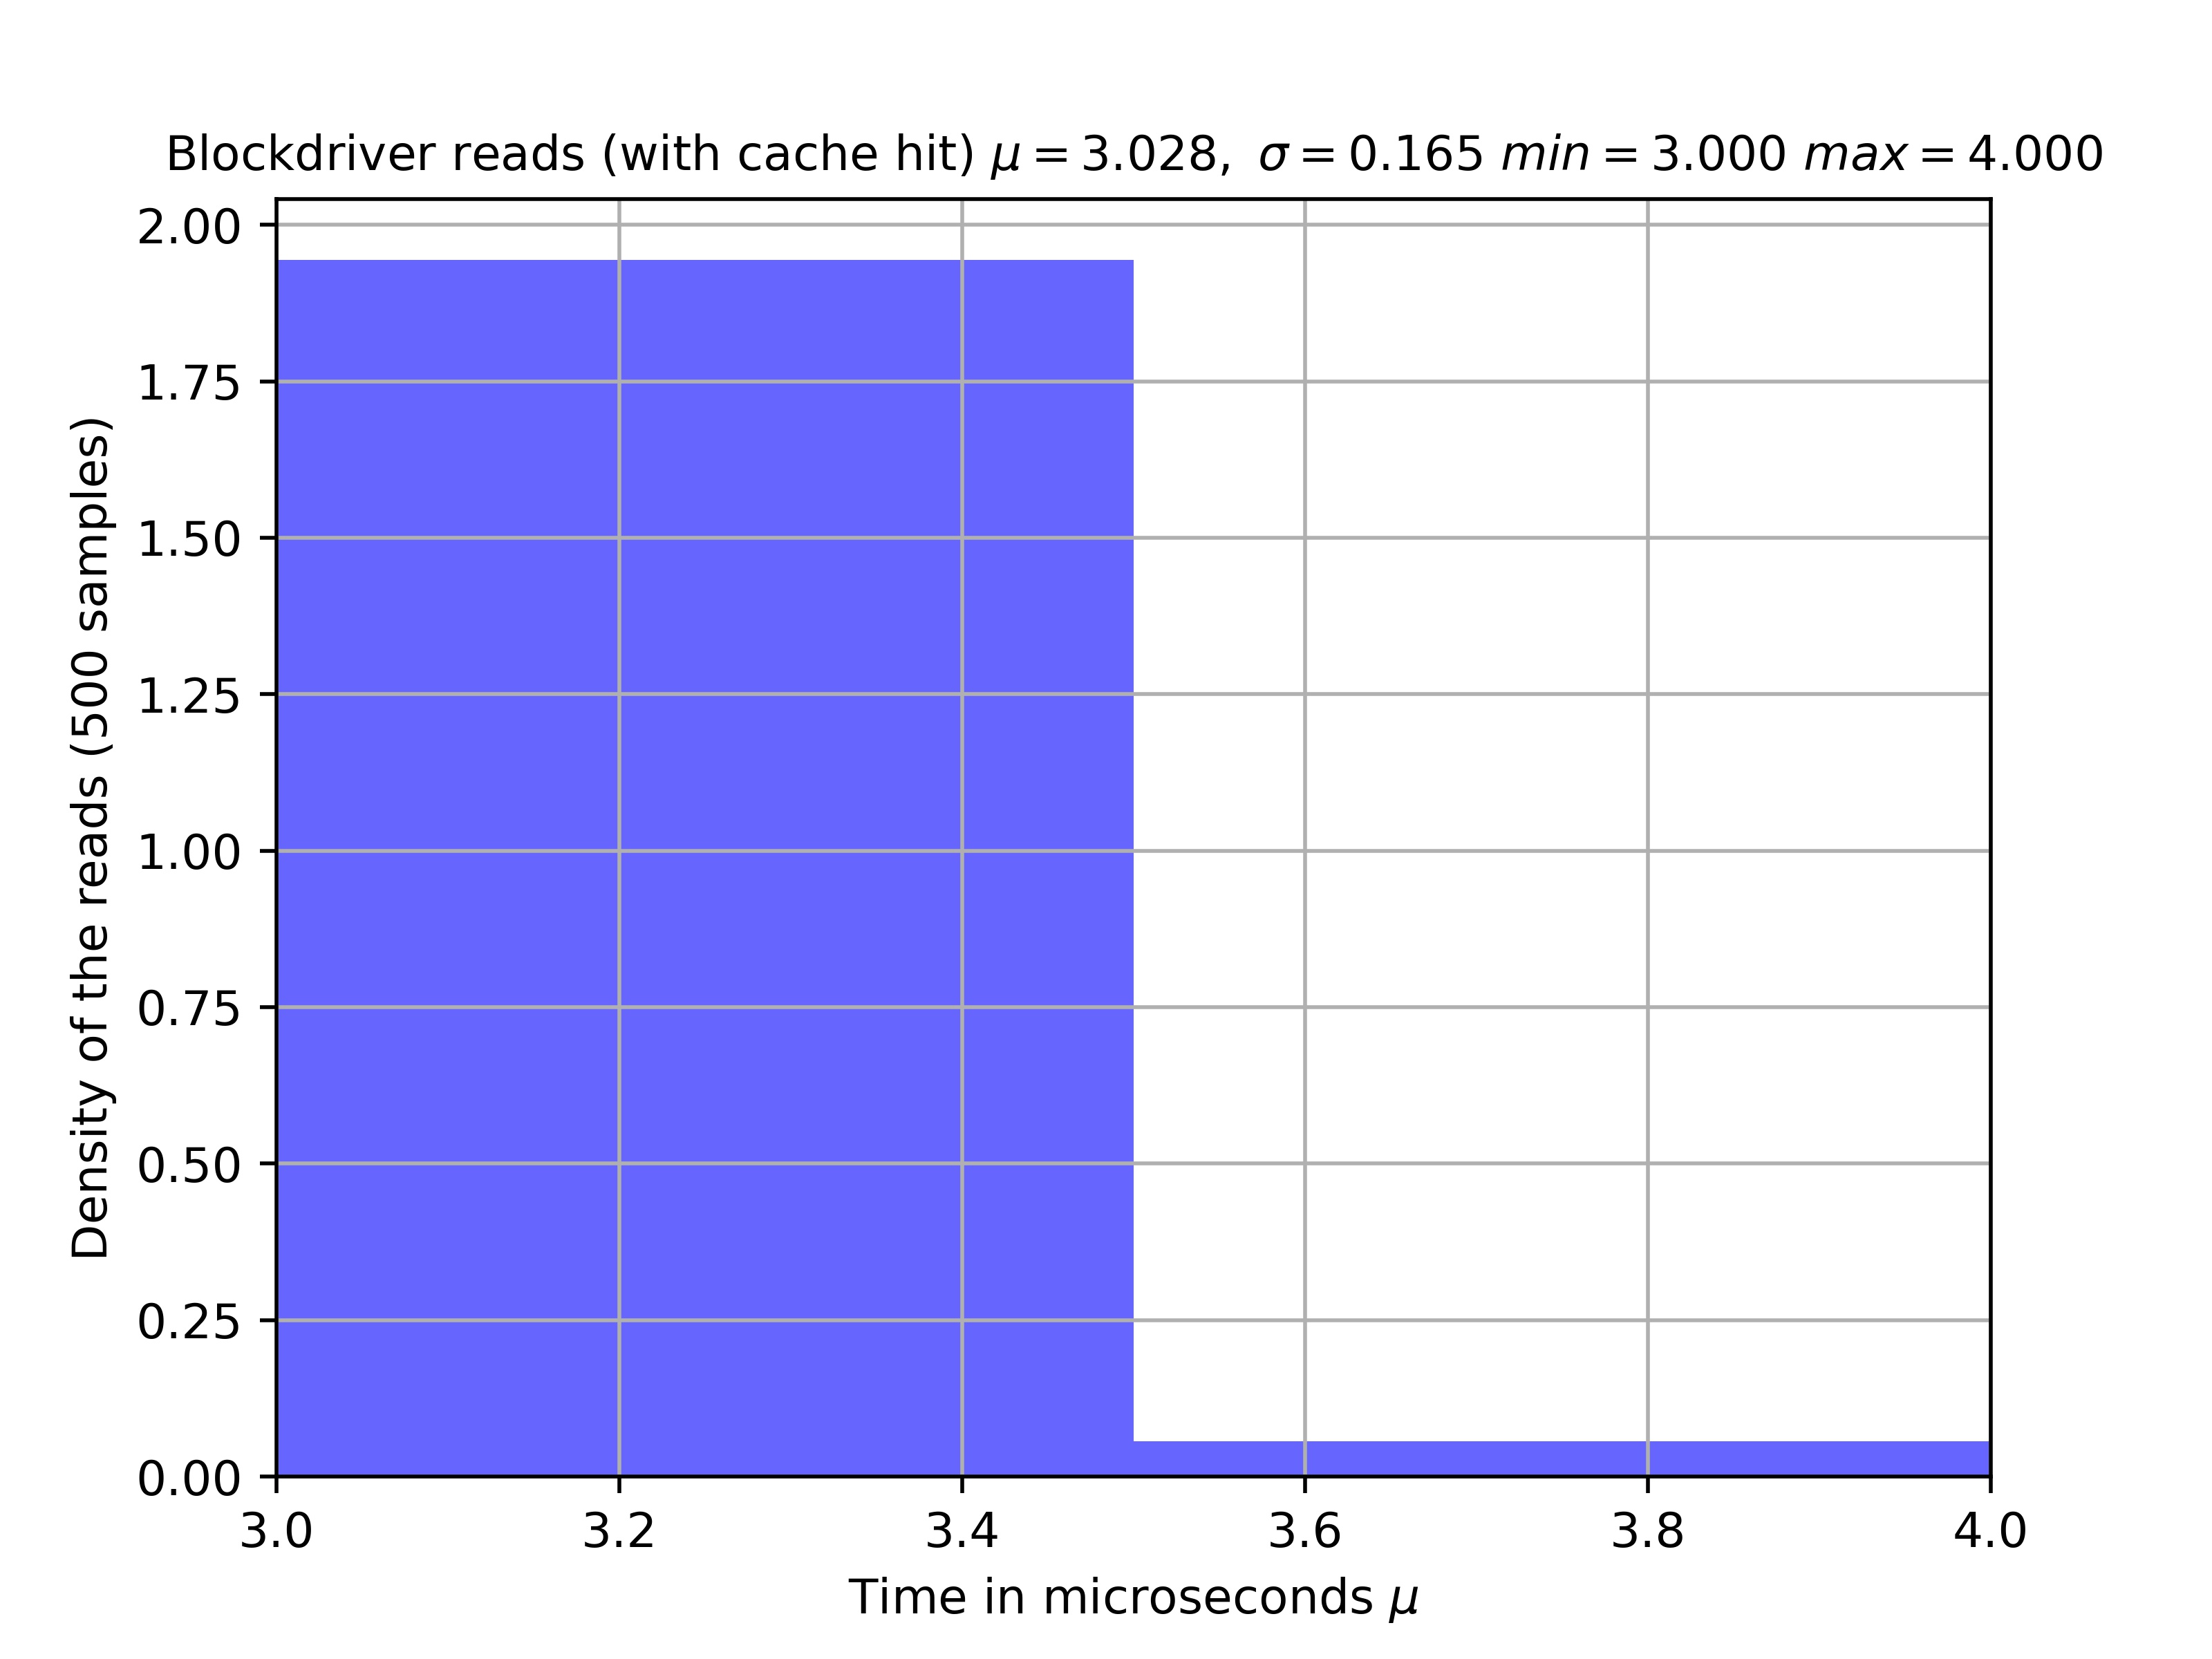 Blockdriver reads (with cache hit) μ = 3.028, σ = 0.165 min = 3.000 max = 4.000
2.00
1.75
1.50
1.25
1.00
0.75
0.50
0.25
0.00
Density of the reads (500 samples)
3.0 3.2 3.4 3.6 3.8 4.0
Time in microseconds μ